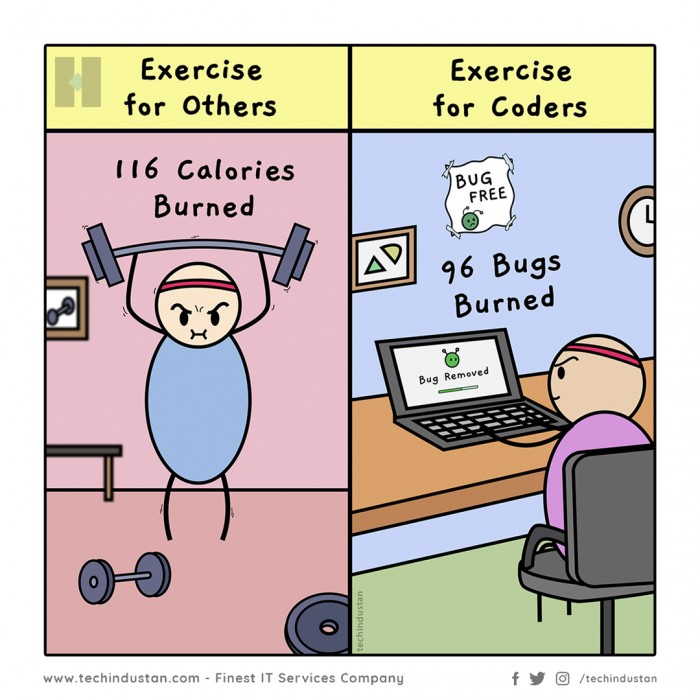 Exercise
for Others
Exercise
for Coders
116 Calories
Burned
BUG
FREE
96 Bugs
Burned
Bug Removed
techindustan
www.techindustan.com - Finest IT Services Company
/techindustan